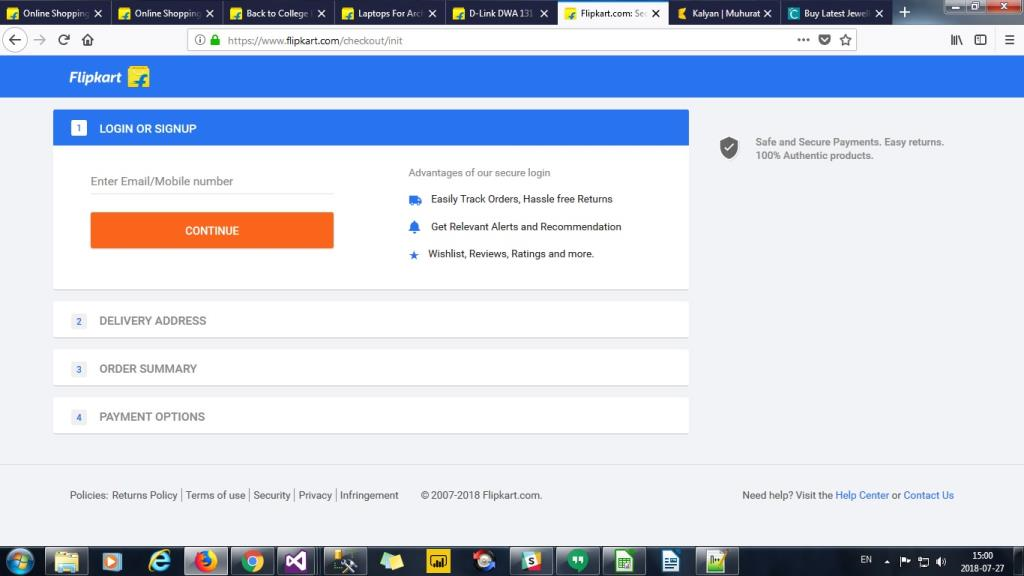 Online Shopping
Online Shopping
Back to College
Laptops For Arc
D-Link DWA 131
Flipkart.com: Sec
Kalyan | Muhurat
Buy Latest Jewell
https://www.flipkart.com/checkout/init
Flipkart
1 LOGIN OR SIGNUP
Enter Email/Mobile number
CONTINUE
Advantages of our secure login
Easily Track Orders, Hassle free Returns
Get Relevant Alerts and Recommendation
Wishlist, Reviews, Ratings and more.
Safe and Secure Payments. Easy returns.
100% Authentic products.
2 DELIVERY ADDRESS
3 ORDER SUMMARY
4 PAYMENT OPTIONS
Policies: Returns Policy | Terms of use | Security | Privacy | Infringement
© 2007-2018 Flipkart.com.
Need help? Visit the Help Center or Contact Us
EN
15:00
2018-07-27